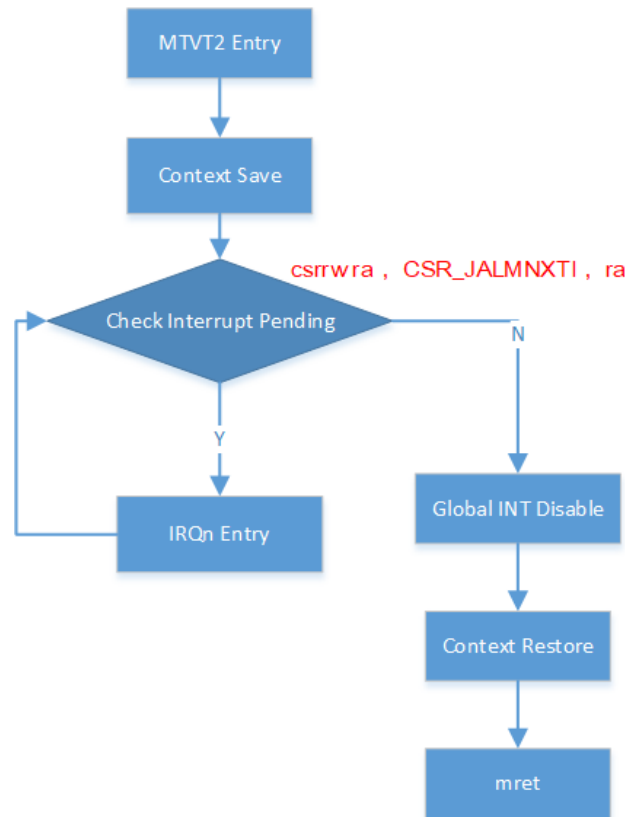 MTVT2 Entry
Context Save
csrrw ra , CSR_JALMNXTI , ra
Check Interrupt Pending
N
Y
Global INT Disable
IRQn Entry
Context Restore
mret